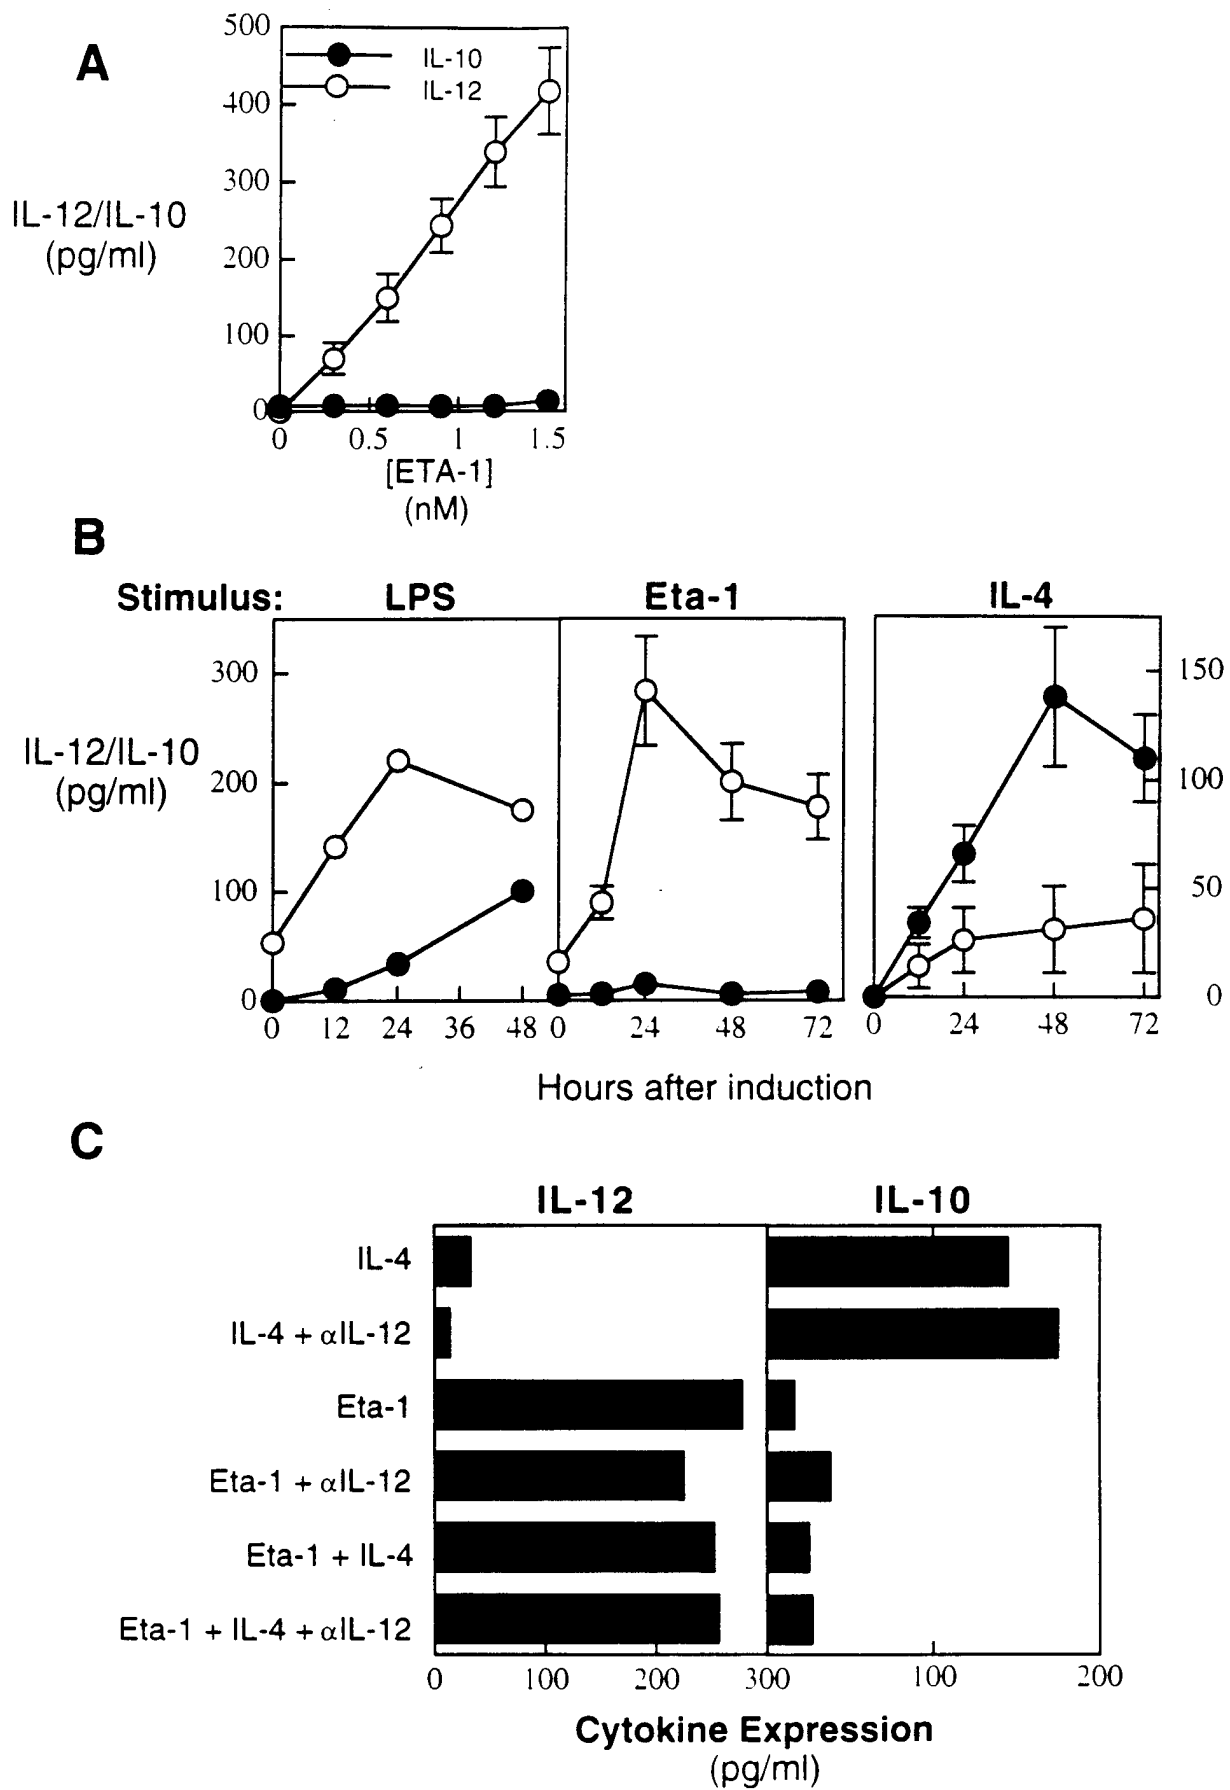 A
500
400
300
200
100
0
IL-10
IL-12
IL-12/IL-10
(pg/ml)
0 0.5 1 1.5
[ETA-1]
(nM)
B
Stimulus: LPS Eta-1 IL-4
300
200
100
0
IL-12/IL-10
(pg/ml)
150
100
50
0
0 12 24 36 48 0 24 48 72 0 24 48 72
Hours after induction
C
IL-12 IL-10
IL-4
IL-4 + αIL-12
Eta-1
Eta-1 + αIL-12
Eta-1 + IL-4
Eta-1 + IL-4 + αIL-12
0 100 200 300 100 200
Cytokine Expression
(pg/ml)